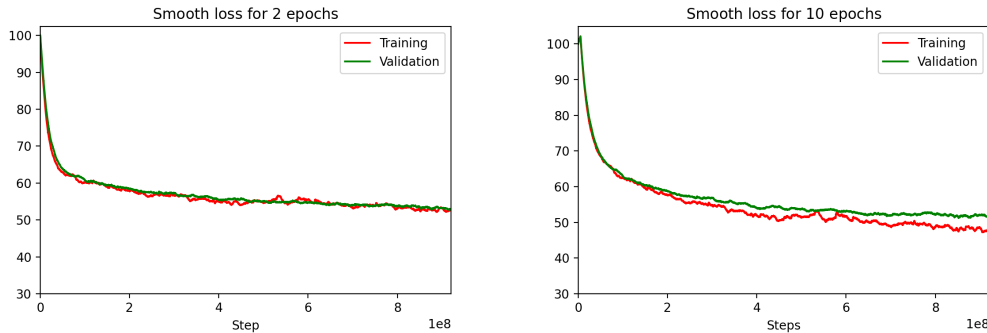 Smooth loss for 2 epochs
Training
Validation
100
90
80
70
60
50
40
30
0 2 4 6 8
1e8
Step
Smooth loss for 10 epochs
Training
Validation
100
90
80
70
60
50
40
30
0 2 4 6 8
1e8
Steps